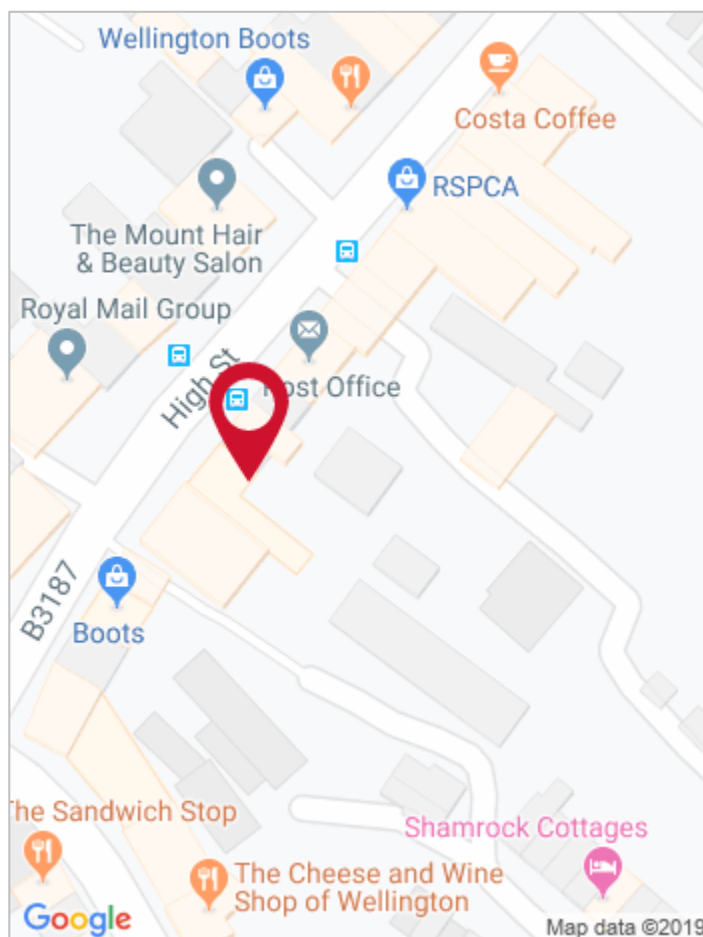 Wellington Boots
Costa Coffee
RSPCA
The Mount Hair
& Beauty Salon
Royal Mail Group
High St
Post Office
B3187
Boots
The Sandwich Stop
Shamrock Cottages
The Cheese and Wine
Shop of Wellington
Google
Map data ©2019